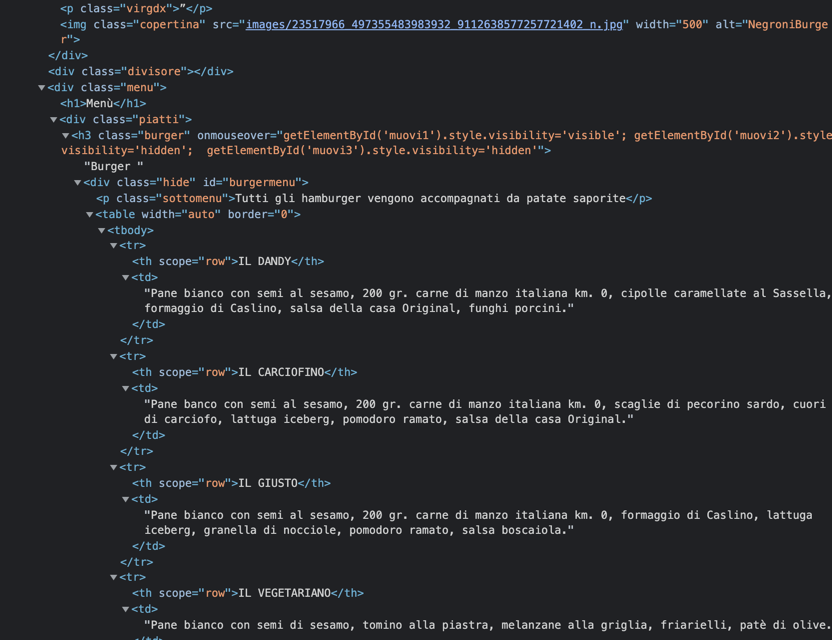 <p class="virgdx">”</p>
<img class="copertina" src="images/23517966_497355483983932_9112638577257721402_n.jpg" width="500" alt="NegroniBurge
r">
</div>
<div class="divisore"></div>
<div class="menu">
<h1>Menù</h1>
<div class="piatti">
<h3 class="burger" onmouseover="getElementById('muovi1').style.visibility='visible'; getElementById('muovi2').style
visibility='hidden';  getElementById('muovi3').style.visibility='hidden'">
"Burger "
<div class="hide" id="burgermenu">
<p class="sottomenu">Tutti gli hamburger vengono accompagnati da patate saporite</p>
<table width="auto" border="0">
<tbody>
<tr>
<th scope="row">IL DANDY</th>
<td>
"Pane bianco con semi al sesamo, 200 gr. carne di manzo italiana km. 0, cipolle caramellate al Sassella,
formaggio di Caslino, salsa della casa Original, funghi porcini."
</td>
</tr>
<tr>
<th scope="row">IL CARCIOFINO</th>
<td>
"Pane banco con semi al sesamo, 200 gr. carne di manzo italiana km. 0, scaglie di pecorino sardo, cuori
di carciofo, lattuga iceberg, pomodoro ramato, salsa della casa Original."
</td>
</tr>
<tr>
<th scope="row">IL GIUSTO</th>
<td>
"Pane bianco con semi al sesamo, 200 gr. carne di manzo italiana km. 0, formaggio di Caslino, lattuga
iceberg, granella di nocciole, pomodoro ramato, salsa boscaiola."
</td>
</tr>
<tr>
<th scope="row">IL VEGETARIANO</th>
<td>
"Pane bianco con semi di sesamo, tomino alla piastra, melanzane alla griglia, friarielli, patè di olive.